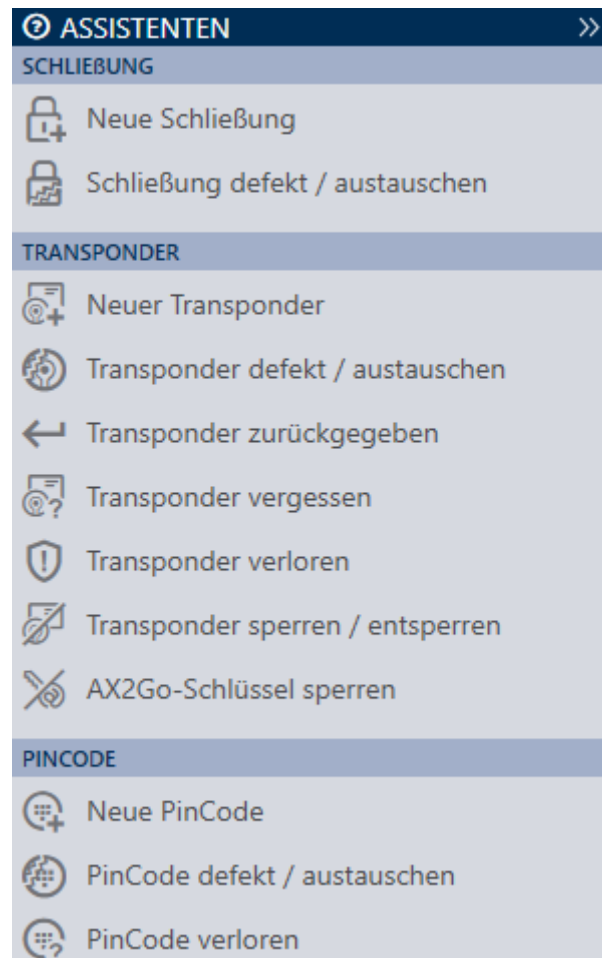 ASSISTENTEN
SCHLIEẞUNG
Neue Schließung
Schließung defekt / austauschen
TRANSPONDER
Neuer Transponder
Transponder defekt / austauschen
Transponder zurückgegeben
Transponder vergessen
Transponder verloren
Transponder sperren / entsperren
AX2Go-Schlüssel sperren
PINCODE
Neue PinCode
PinCode defekt / austauschen
PinCode verloren